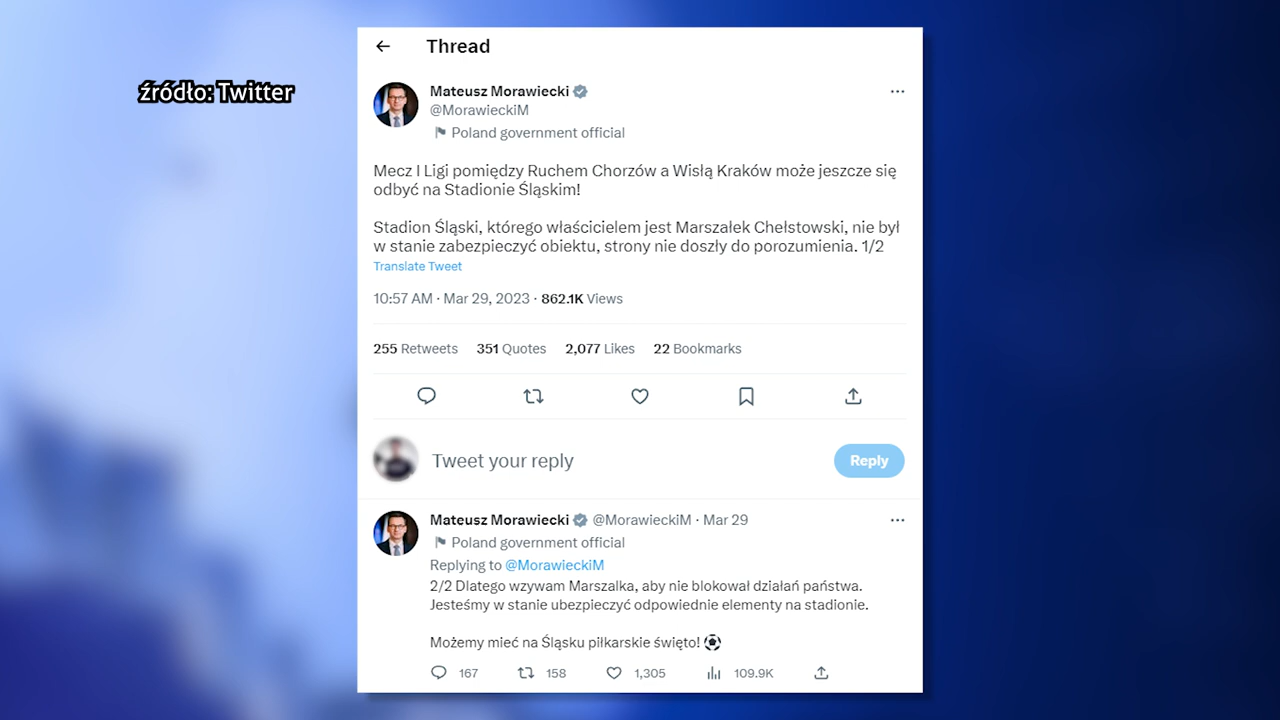 źródło: Twitter
Thread
Mateusz Morawiecki
@MorawieckiM
Poland government official
Mecz I Ligi pomiędzy Ruchem Chorzów a Wisłą Kraków może jeszcze się
odbyć na Stadionie Śląskim!
Stadion Śląski, którego właścicielem jest Marszałek Chełstowski, nie był
w stanie zabezpieczyć obiektu, strony nie doszły do porozumienia. 1/2
Translate Tweet
10:57 AM · Mar 29, 2023 · 862.1K Views
255 Retweets 351 Quotes 2,077 Likes 22 Bookmarks
Tweet your reply
Reply
Mateusz Morawiecki @MorawieckiM · Mar 29
Poland government official
Replying to @MorawieckiM
2/2 Dlatego wzywam Marszalka, aby nie blokował działań państwa.
Jesteśmy w stanie ubezpieczyć odpowiednie elementy na stadionie.
Możemy mieć na Śląsku piłkarskie święto! ⚽
167 158 1,305 109.9K